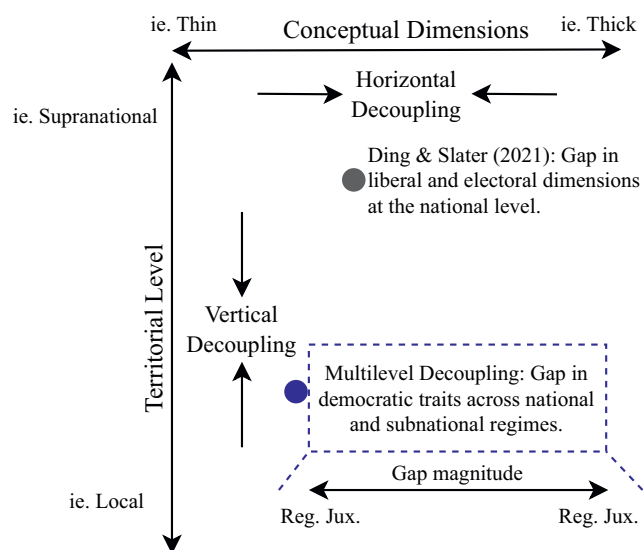 ie. Thin
Conceptual Dimensions
ie. Thick
Horizontal
Decoupling
ie. Supranational
Ding & Slater (2021): Gap in
liberal and electoral dimensions
at the national level.
Territorial Level
Vertical
Decoupling
Multilevel Decoupling: Gap in
democratic traits across national
and subnational regimes.
Gap magnitude
ie. Local
Reg. Jux.
Reg. Jux.